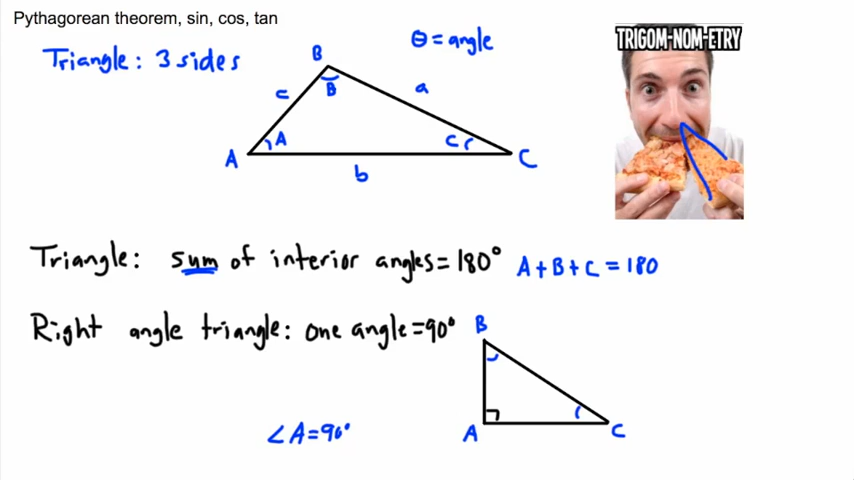 Pythagorean theorem, sin, cos, tan
Triangle: 3 sides
θ = angle
TRIGOM-NOM-ETRY
B
c
B
a
A
A
C
C
b
Triangle: sum of interior angles = 180° A + B + C = 180
Right angle triangle: one angle = 90°
B
∠A = 90°
A
C